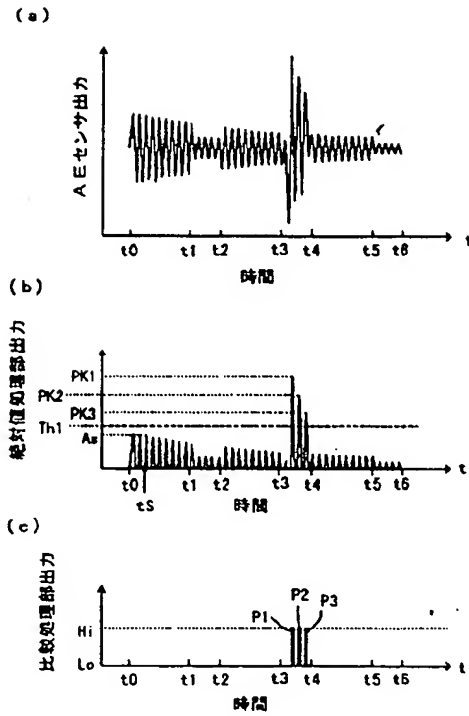 (a)
AEセンサ出力
t0 t1 t2 t3 t4 t5 t6
t
時間
(b)
絶対値処理部出力
PK1
PK2
PK3
Th1
As
t0 t1 t2 t3 t4 t5 t6
t
tS
時間
(c)
比較処理部出力
P1 P2 P3
Hi
Lo
t0 t1 t2 t3 t4 t5 t6
t
時間